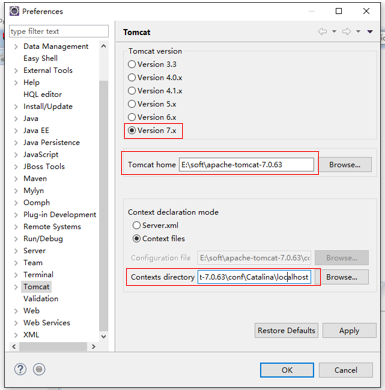 Preferences
type filter text
Data Management
Easy Shell
External Tools
Help
HQL editor
Install/Update
Java
Java EE
Java Persistence
JavaScript
JBoss Tools
Maven
Mylyn
Oomph
Plug-in Development
Remote Systems
Run/Debug
Server
Team
Terminal
Tomcat
Validation
Web
Web Services
XML
Tomcat
Tomcat version
Version 3.3
Version 4.0.x
Version 4.1.x
Version 5.x
Version 6.x
Version 7.x
Tomcat home E:\soft\apache-tomcat-7.0.63 Browse...
Context declaration mode
Server.xml
Context files
Configuration file E:\soft\apache-tomcat-7.0.63\co Browse...
Contexts directory t-7.0.63\conf\Catalina\localhost Browse...
Restore Defaults Apply
OK Cancel